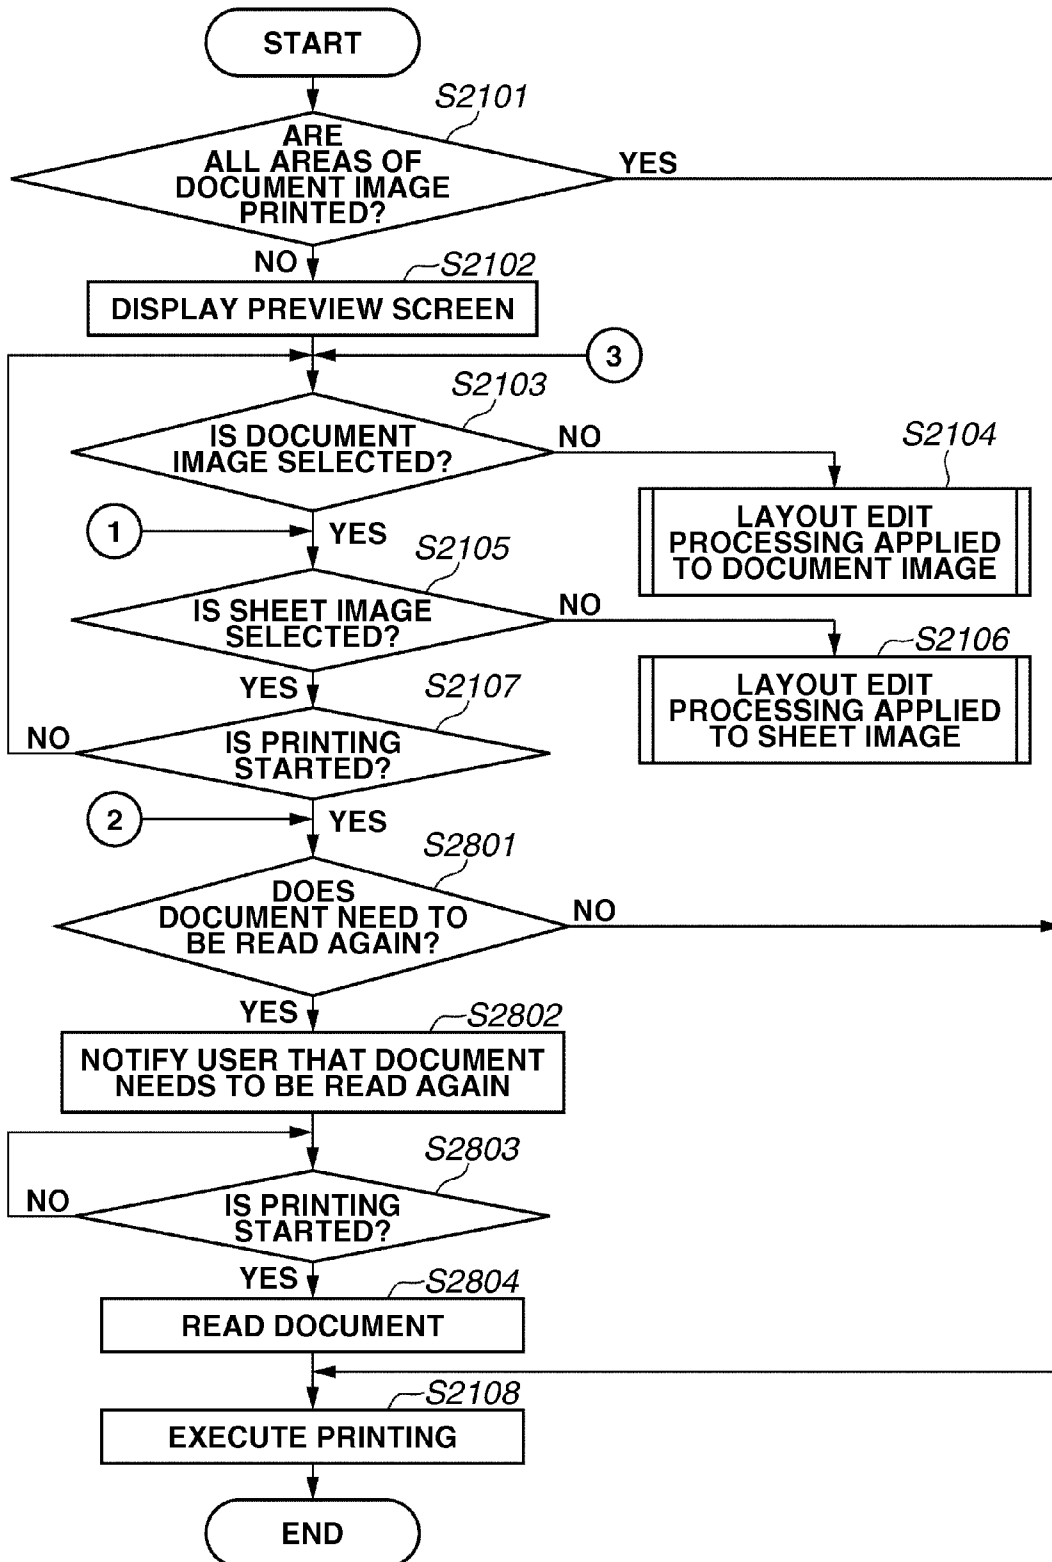 START
S2101
ARE
ALL AREAS OF
DOCUMENT IMAGE
PRINTED?
YES
NO
S2102
DISPLAY PREVIEW SCREEN
3
S2103
IS DOCUMENT
IMAGE SELECTED?
NO
S2104
LAYOUT EDIT
PROCESSING APPLIED
TO DOCUMENT IMAGE
1
YES
S2105
IS SHEET IMAGE
SELECTED?
NO
S2106
LAYOUT EDIT
PROCESSING APPLIED
TO SHEET IMAGE
YES
S2107
IS PRINTING
STARTED?
NO
2
YES
S2801
DOES
DOCUMENT NEED TO
BE READ AGAIN?
NO
YES
S2802
NOTIFY USER THAT DOCUMENT
NEEDS TO BE READ AGAIN
S2803
IS PRINTING
STARTED?
NO
YES
S2804
READ DOCUMENT
S2108
EXECUTE PRINTING
END